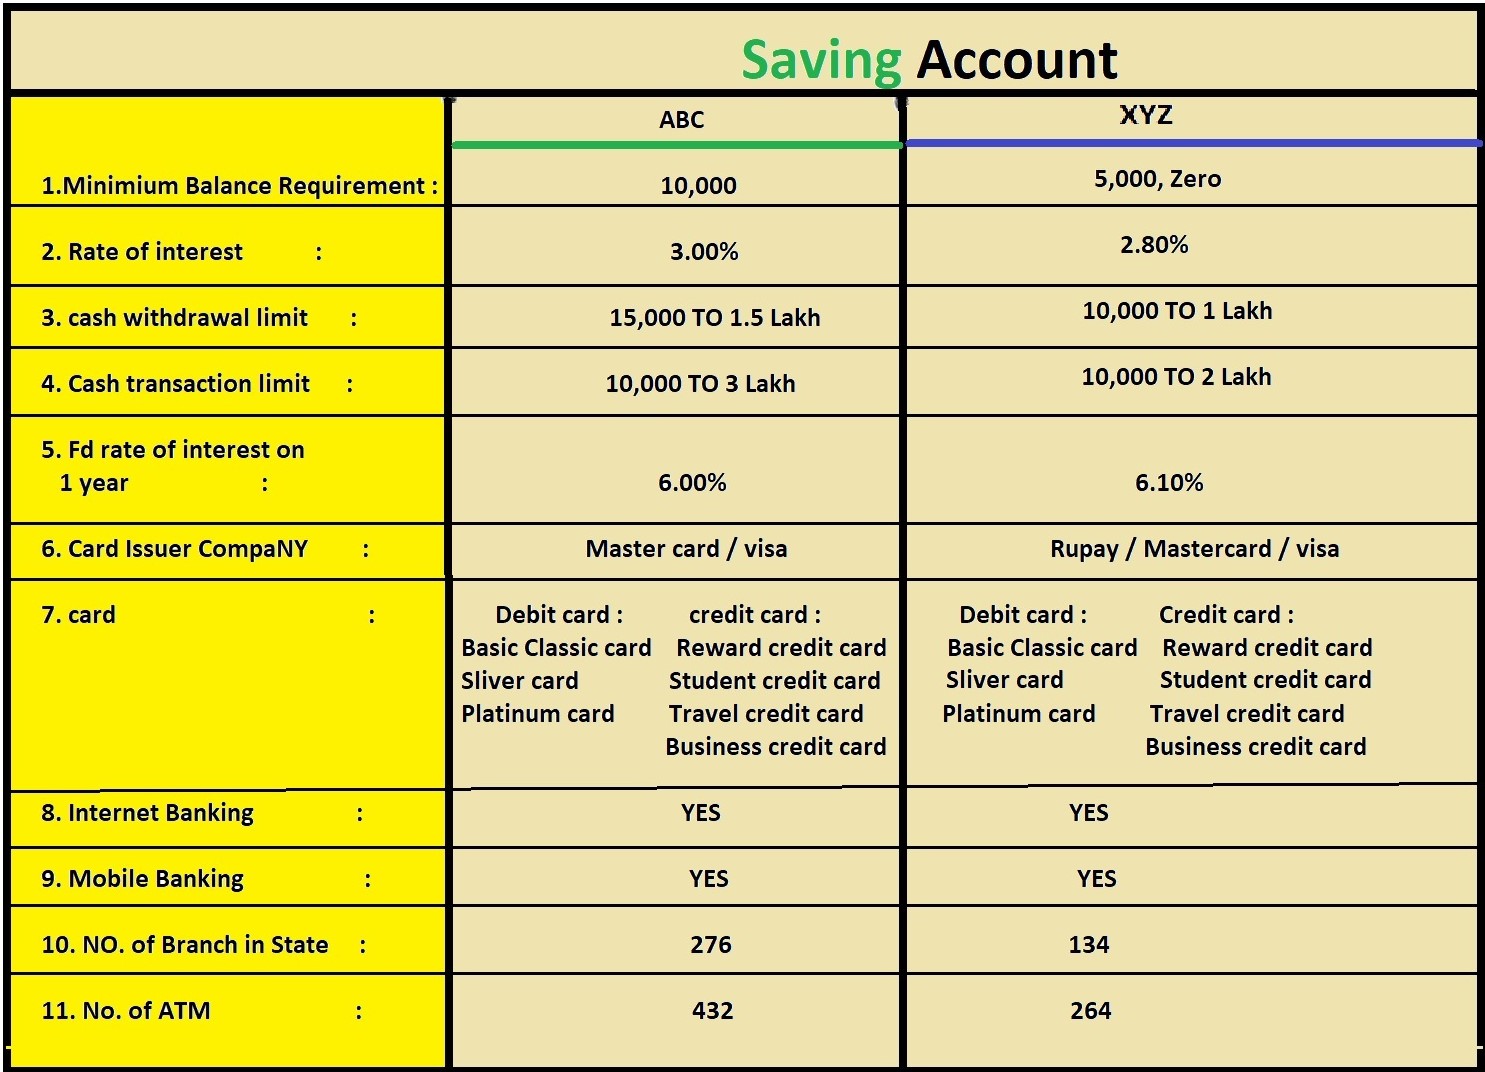 Saving Account
ABC XYZ
1.Minimium Balance Requirement : 10,000 5,000, Zero
2. Rate of interest : 3.00% 2.80%
3. cash withdrawal limit : 15,000 TO 1.5 Lakh 10,000 TO 1 Lakh
4. Cash transaction limit : 10,000 TO 3 Lakh 10,000 TO 2 Lakh
5. Fd rate of interest on
1 year : 6.00% 6.10%
6. Card Issuer CompaNY : Master card / visa Rupay / Mastercard / visa
7. card : Debit card : credit card : Debit card : Credit card :
Basic Classic card Reward credit card Basic Classic card Reward credit card
Sliver card Student credit card Sliver card Student credit card
Platinum card Travel credit card Platinum card Travel credit card
Business credit card Business credit card
8. Internet Banking : YES YES
9. Mobile Banking : YES YES
10. NO. of Branch in State : 276 134
11. No. of ATM : 432 264